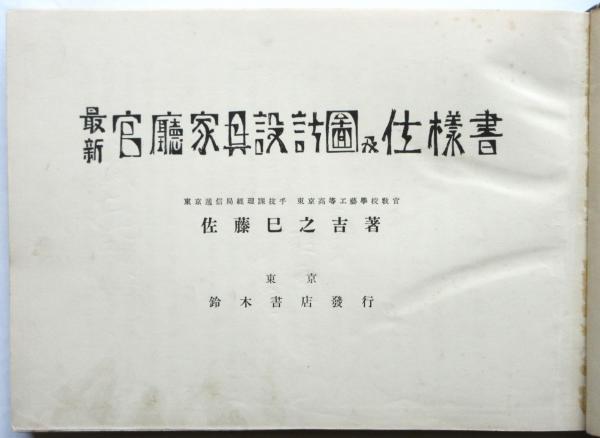 最新官廳家具設計圖及仕樣書
東京遞信局經理課技手 東京高等工藝學校教官
佐藤巳之吉著
東京
鈴木書店發行